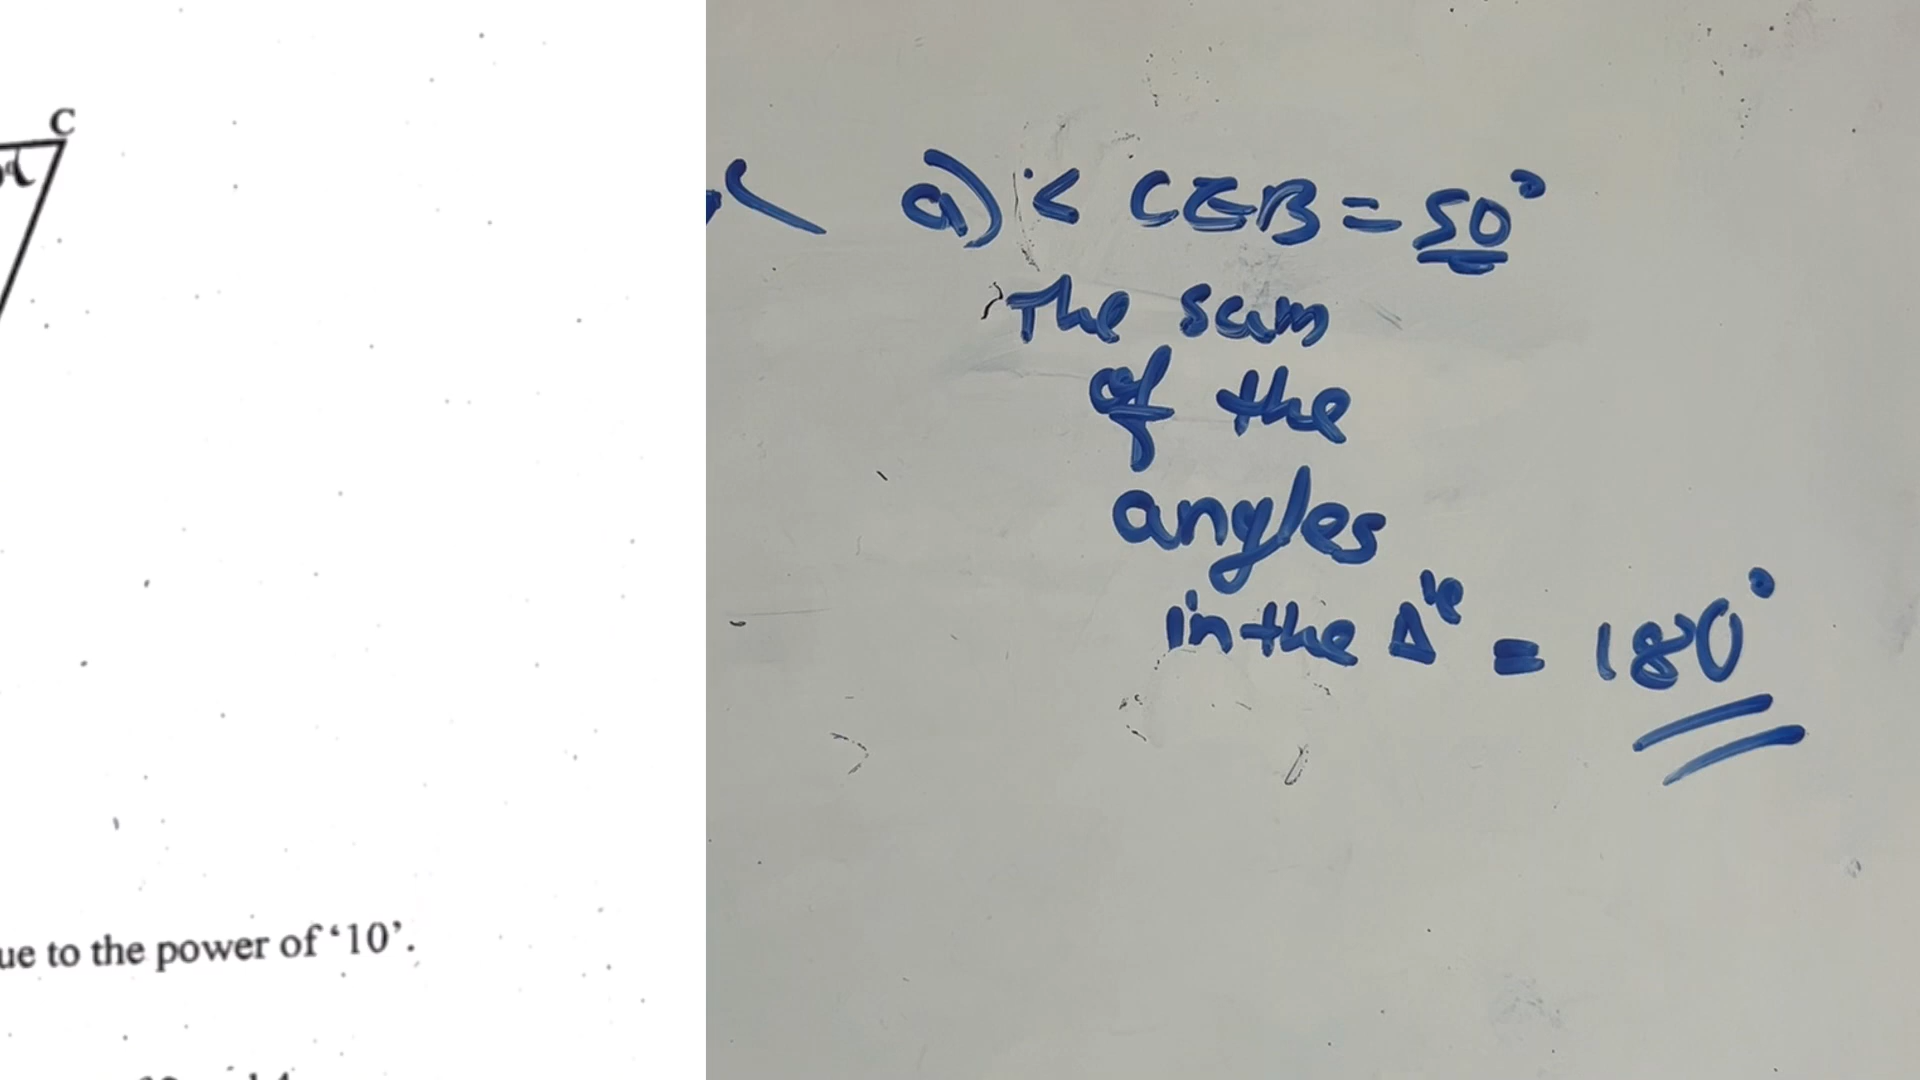 C
ue to the power of ‘10’.
a) < CEB = 50°
The sum
of the
angles
in the Δle = 180°